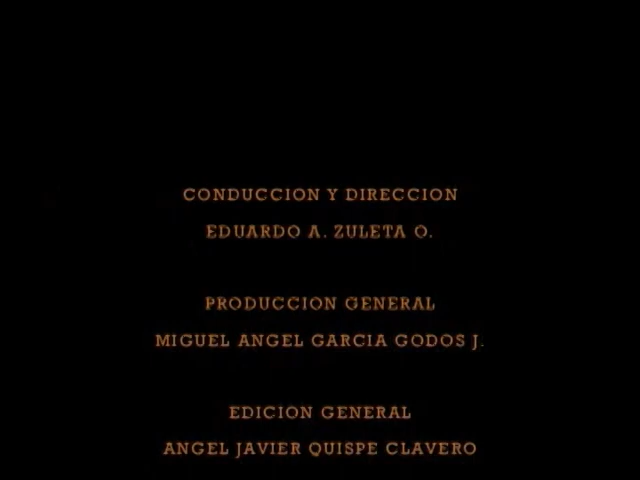 CONDUCCION Y DIRECCION
EDUARDO A. ZULETA O.
PRODUCCION GENERAL
MIGUEL ANGEL GARCIA GODOS J.
EDICION GENERAL
ANGEL JAVIER QUISPE CLAVERO